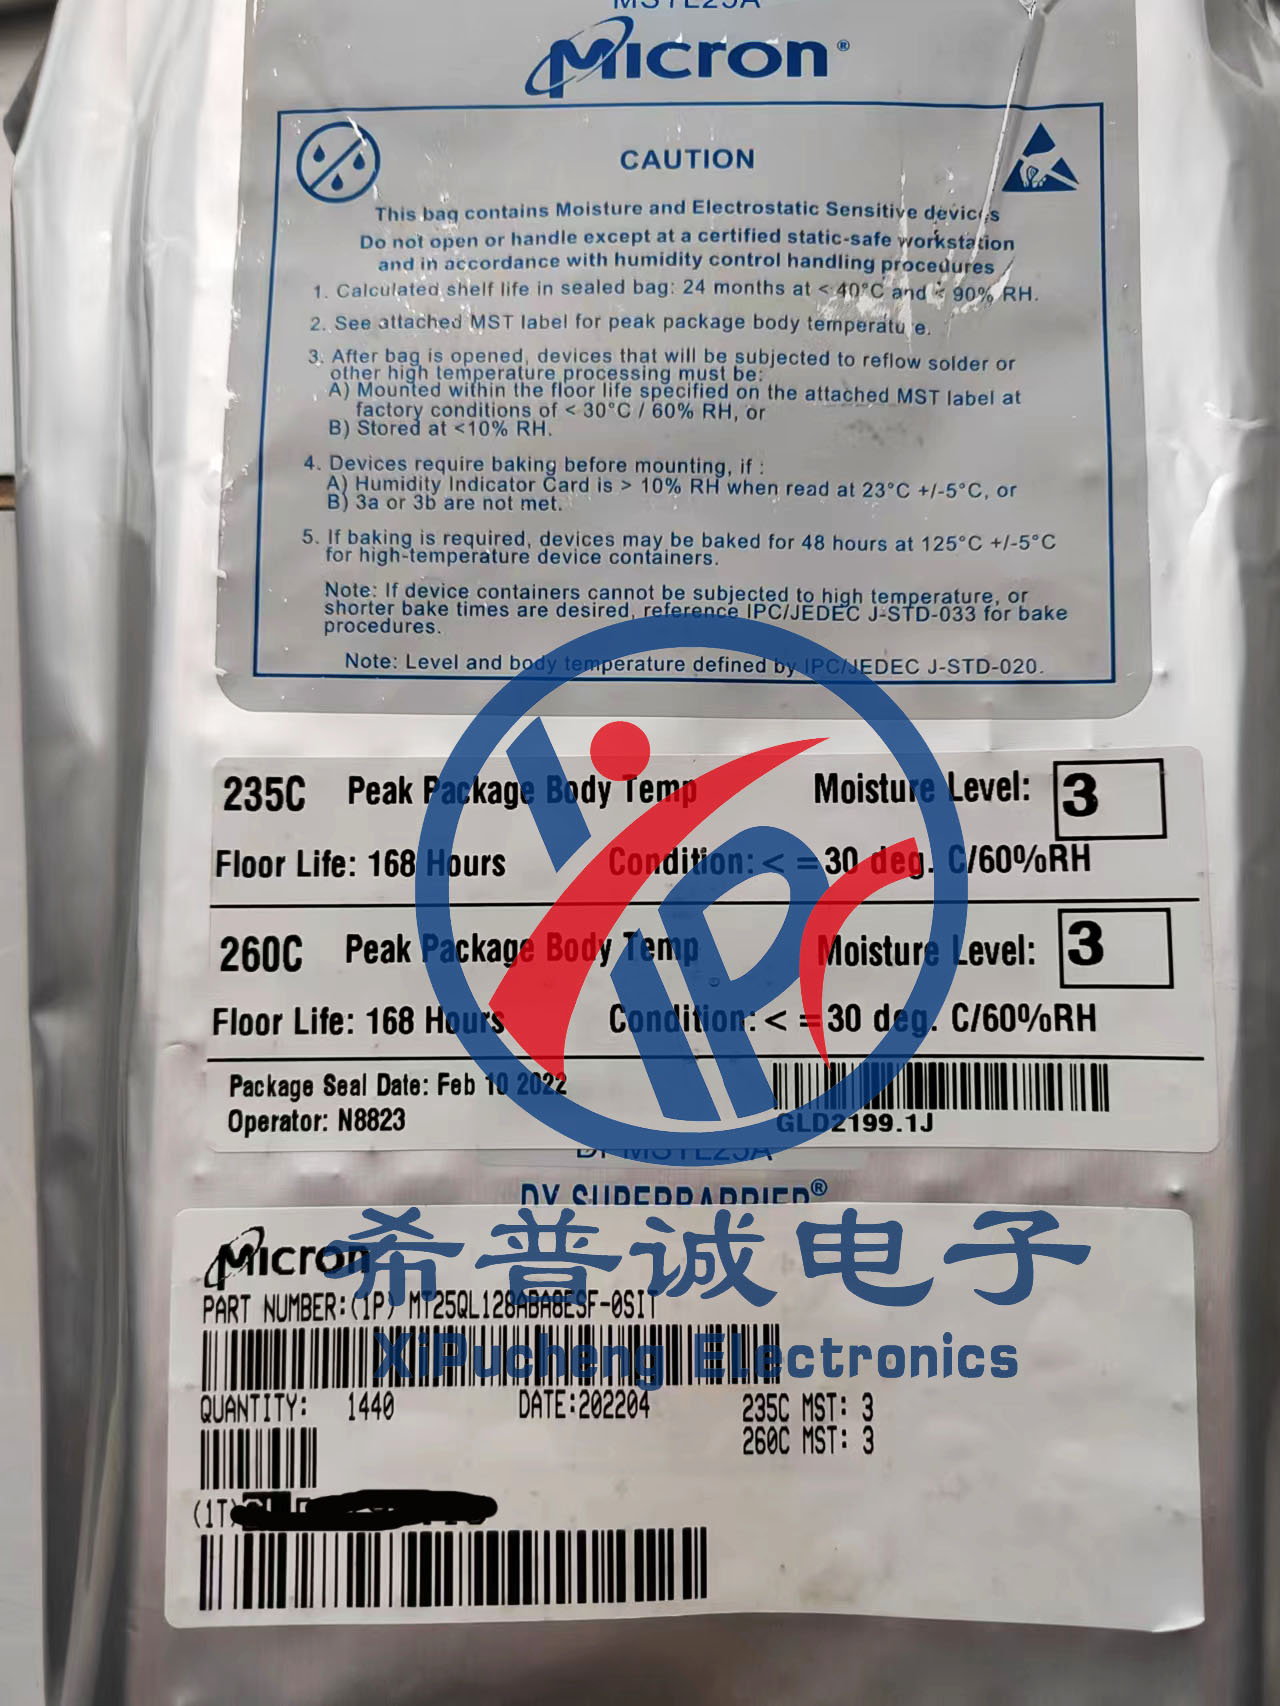 MSTL25A
Micron®
CAUTION
This bag contains Moisture and Electrostatic Sensitive devices
Do not open or handle except at a certified static-safe workstation
and in accordance with humidity control handling procedures
1. Calculated shelf life in sealed bag: 24 months at < 40°C and < 90% RH.
2. See attached MST label for peak package body temperature.
3. After bag is opened, devices that will be subjected to reflow solder or
other high temperature processing must be:
A) Mounted within the floor life specified on the attached MST label at
factory conditions of < 30°C / 60% RH, or
B) Stored at <10% RH.
4. Devices require baking before mounting, if :
A) Humidity Indicator Card is > 10% RH when read at 23°C +/-5°C, or
B) 3a or 3b are not met.
5. If baking is required, devices may be baked for 48 hours at 125°C +/-5°C
for high-temperature device containers.
Note: If device containers cannot be subjected to high temperature, or
shorter bake times are desired, reference IPC/JEDEC J-STD-033 for bake
procedures.
Note: Level and body temperature defined by IPC/JEDEC J-STD-020.
235C Peak Package Body Temp Moisture Level: 3
Floor Life: 168 Hours Condition: < = 30 deg. C/60%RH
260C Peak Package Body Temp Moisture Level: 3
Floor Life: 168 Hours Condition: < = 30 deg. C/60%RH
Package Seal Date: Feb 10 2022
Operator: N8823
GLD2199.1J
MSTL25A
DY SUPERBARRIER®
Micron
希普诚电子
PART NUMBER:(1P) MT25QL128ABA8ESF-0SIT
XiPucheng Electronics
QUANTITY: 1440 DATE:202204 235C MST: 3
260C MST: 3
(1T)